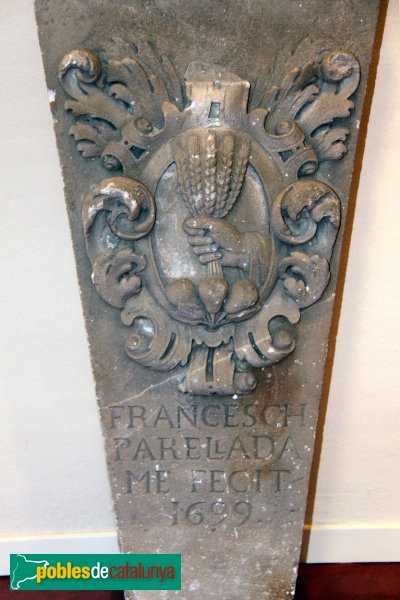 FRANCESCH
PARELLADA
ME FECIT
·1699·
poblesdecatalunya